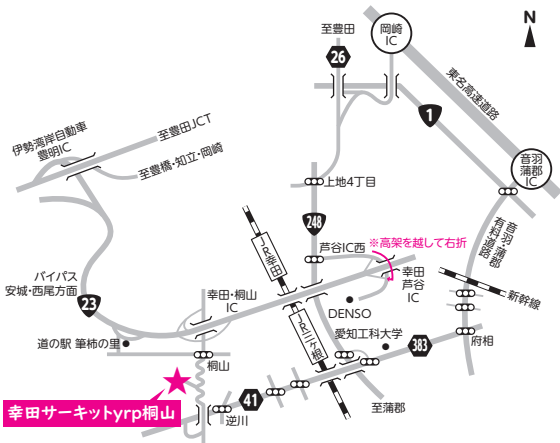 至豊田
岡崎
IC
N
26
東名高速道路
伊勢湾岸自動車
豊明IC
至豊田JCT
1
至豊橋・知立・岡崎
音羽
蒲郡
IC
上地4丁目
248
音羽・蒲郡
有料道路
芦谷IC西
※高架を越して右折
JR幸田
幸田
芦谷
IC
バイパス
安城・西尾方面
23
幸田・桐山
IC
新幹線
DENSO
愛知工科大学
道の駅 筆柿の里
JR三ヶ根
383
府相
桐山
幸田サーキットyrp桐山
41
逆川
至蒲郡